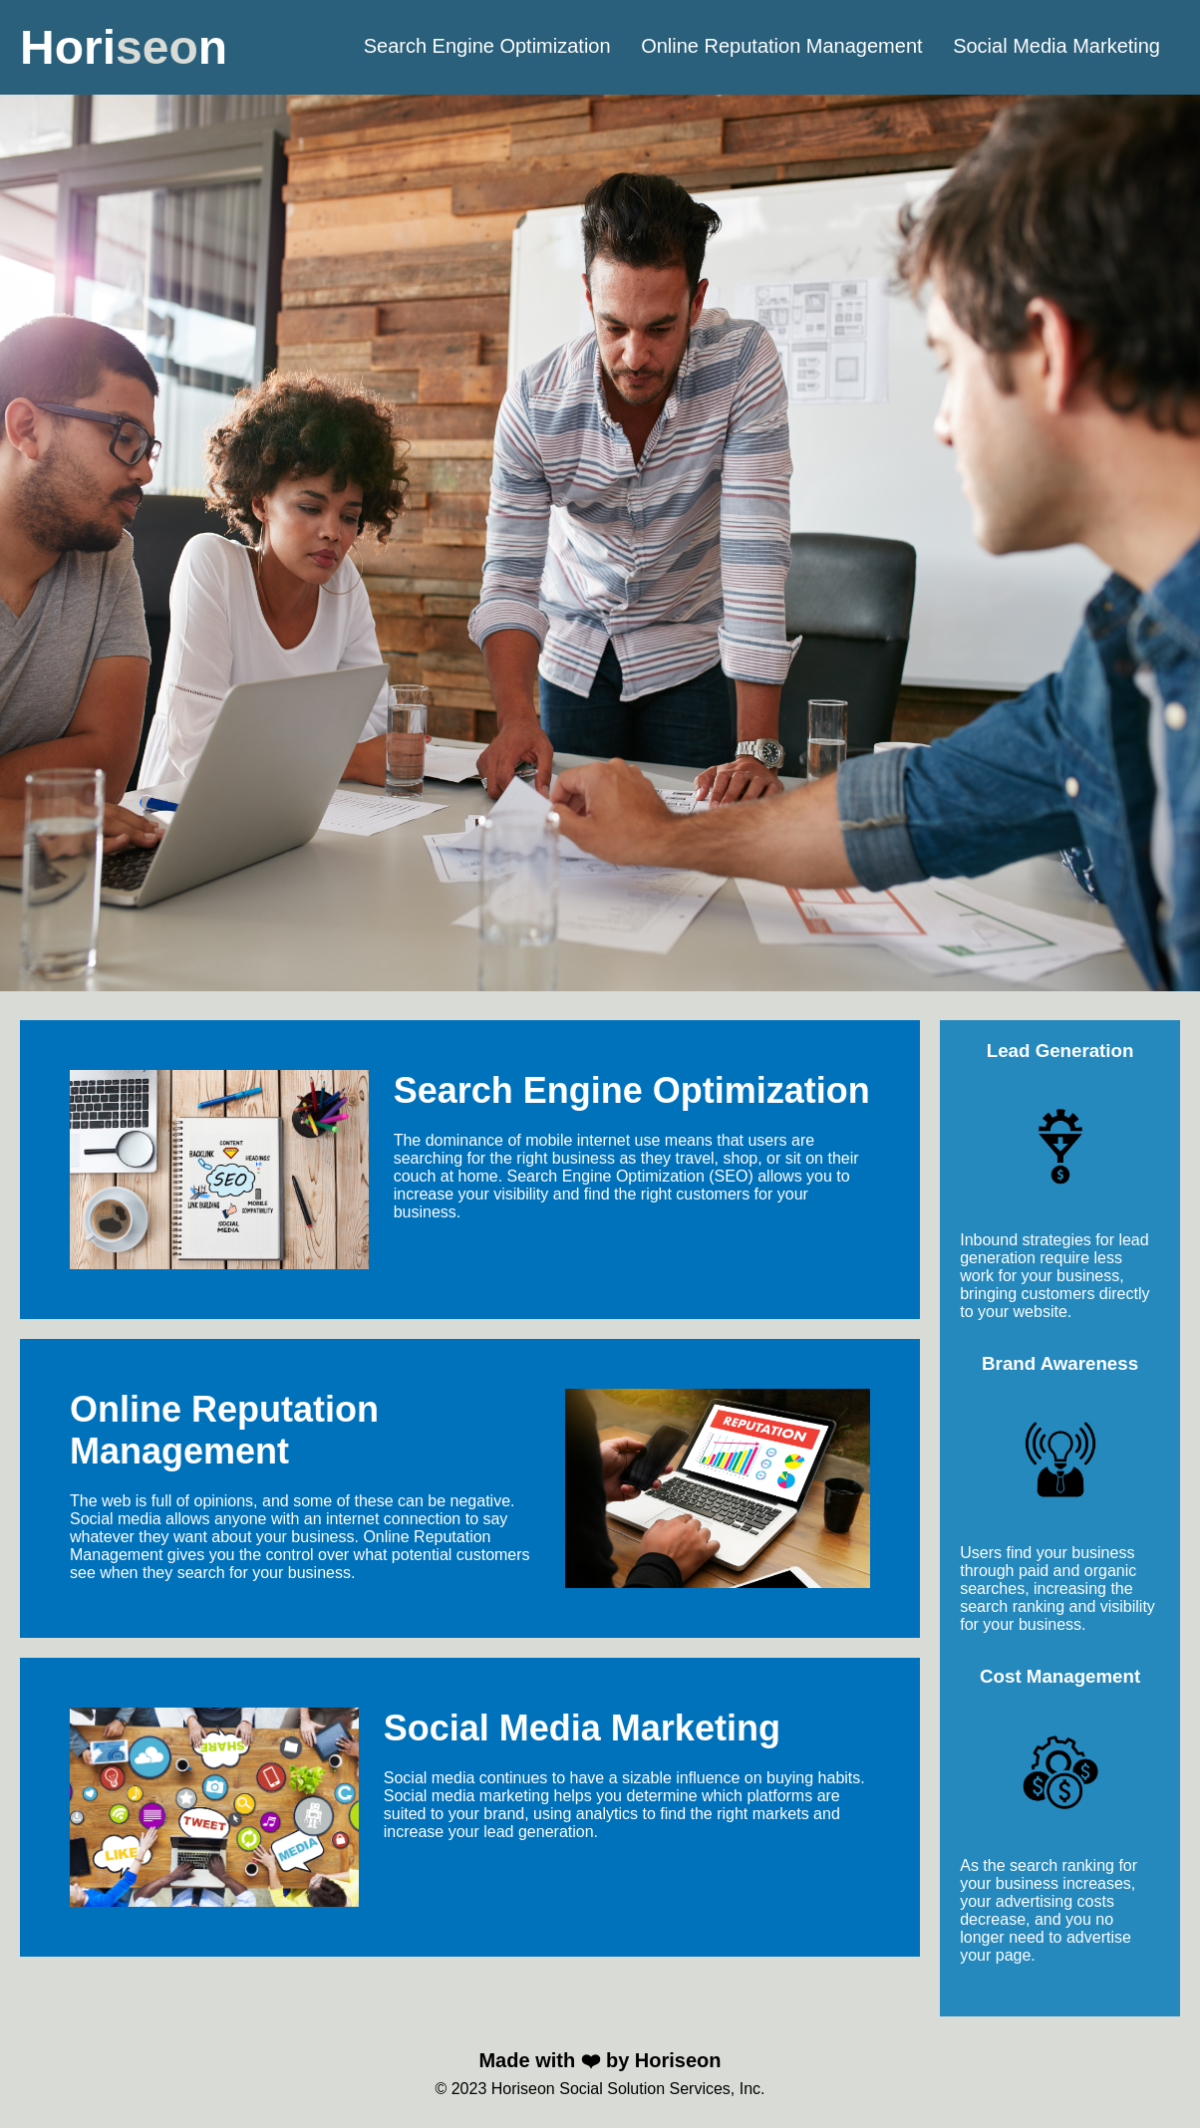 Horiseon
Search Engine Optimization
Online Reputation Management
Social Media Marketing
CONTENT
BACKLINK
HEADINGS
SEO
LINK BUILDING
MOBILE
COMPATIBILITY
SOCIAL
MEDIA
Search Engine Optimization
The dominance of mobile internet use means that users are
searching for the right business as they travel, shop, or sit on their
couch at home. Search Engine Optimization (SEO) allows you to
increase your visibility and find the right customers for your
business.
Online Reputation
Management
The web is full of opinions, and some of these can be negative.
Social media allows anyone with an internet connection to say
whatever they want about your business. Online Reputation
Management gives you the control over what potential customers
see when they search for your business.
REPUTATION
SHARE
TWEET
LIKE
MEDIA
Social Media Marketing
Social media continues to have a sizable influence on buying habits.
Social media marketing helps you determine which platforms are
suited to your brand, using analytics to find the right markets and
increase your lead generation.
Lead Generation
$
Inbound strategies for lead
generation require less
work for your business,
bringing customers directly
to your website.
Brand Awareness
Users find your business
through paid and organic
searches, increasing the
search ranking and visibility
for your business.
Cost Management
$ $ $
As the search ranking for
your business increases,
your advertising costs
decrease, and you no
longer need to advertise
your page.
Made with ❤️ by Horiseon
© 2023 Horiseon Social Solution Services, Inc.